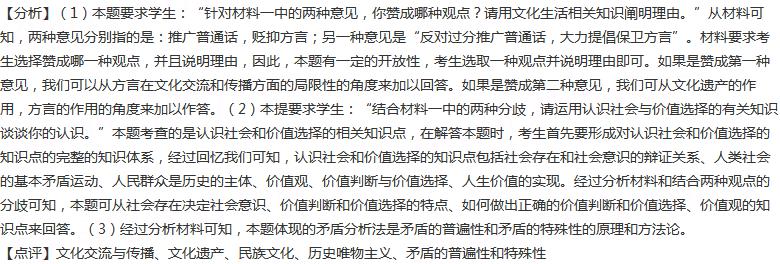 【分析】（1）本题要求学生：“针对材料一中的两种意见，你赞成哪种观点？请用文化生活相关知识阐明理由。”从材料可
知，两种意见分别指的是：推广普通话，贬抑方言；另一种意见是“反对过分推广普通话，大力提倡保卫方言”。材料要求考
生选择赞成哪一种观点，并且说明理由，因此，本题有一定的开放性，考生选取一种观点并说明理由即可。如果是赞成第一种
意见，我们可以从方言在文化交流和传播方面的局限性的角度来加以回答。如果是赞成第二种意见，我们可从文化遗产的作
用，方言的作用的角度来加以作答。（2）本提要求学生：“结合材料一中的两种分歧，请运用认识社会与价值选择的有关知识
谈谈你的认识。”本题考查的是认识社会和价值选择的相关知识点，在解答本题时，考生首先要形成对认识社会和价值选择的
知识点的完整的知识体系，经过回忆我们可知，认识社会和价值选择的知识点包括社会存在和社会意识的辩证关系、人类社会
的基本矛盾运动、人民群众是历史的主体、价值观、价值判断与价值选择、人生价值的实现。经过分析材料和结合两种观点的
分歧可知，本题可从社会存在决定社会意识、价值判断和价值选择的特点、如何做出正确的价值判断和价值选择、价值观的知
识点来回答。（3）经过分析材料可知，本题体现的矛盾分析法是矛盾的普遍性和矛盾的特殊性的原理和方法论。
【点评】文化交流与传播、文化遗产、民族文化、历史唯物主义、矛盾的普遍性和特殊性